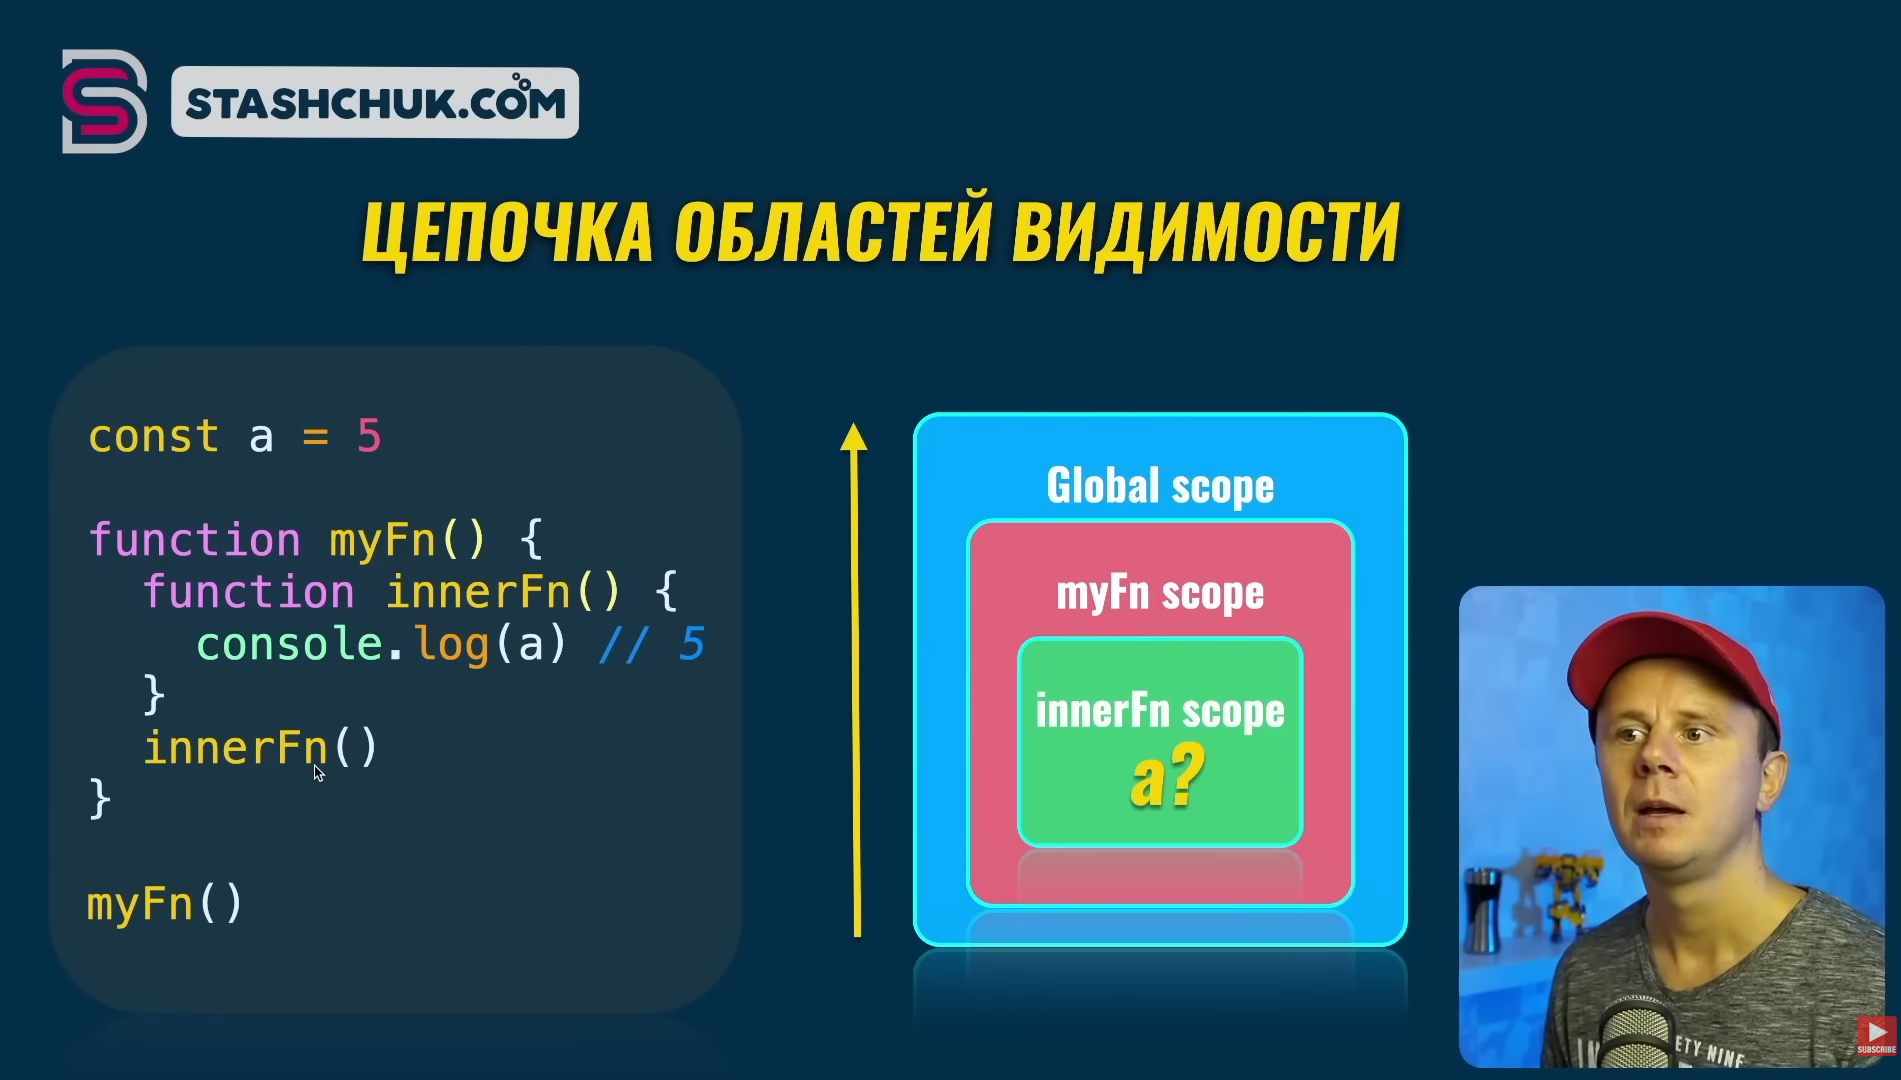 STASHCHUK.COM
ЦЕПОЧКА ОБЛАСТЕЙ ВИДИМОСТИ
const a = 5
function myFn() {
function innerFn() {
console.log(a) // 5
}
innerFn()
}
myFn()
Global scope
myFn scope
innerFn scope
a?
ETY NINE
SUBSCRIBE